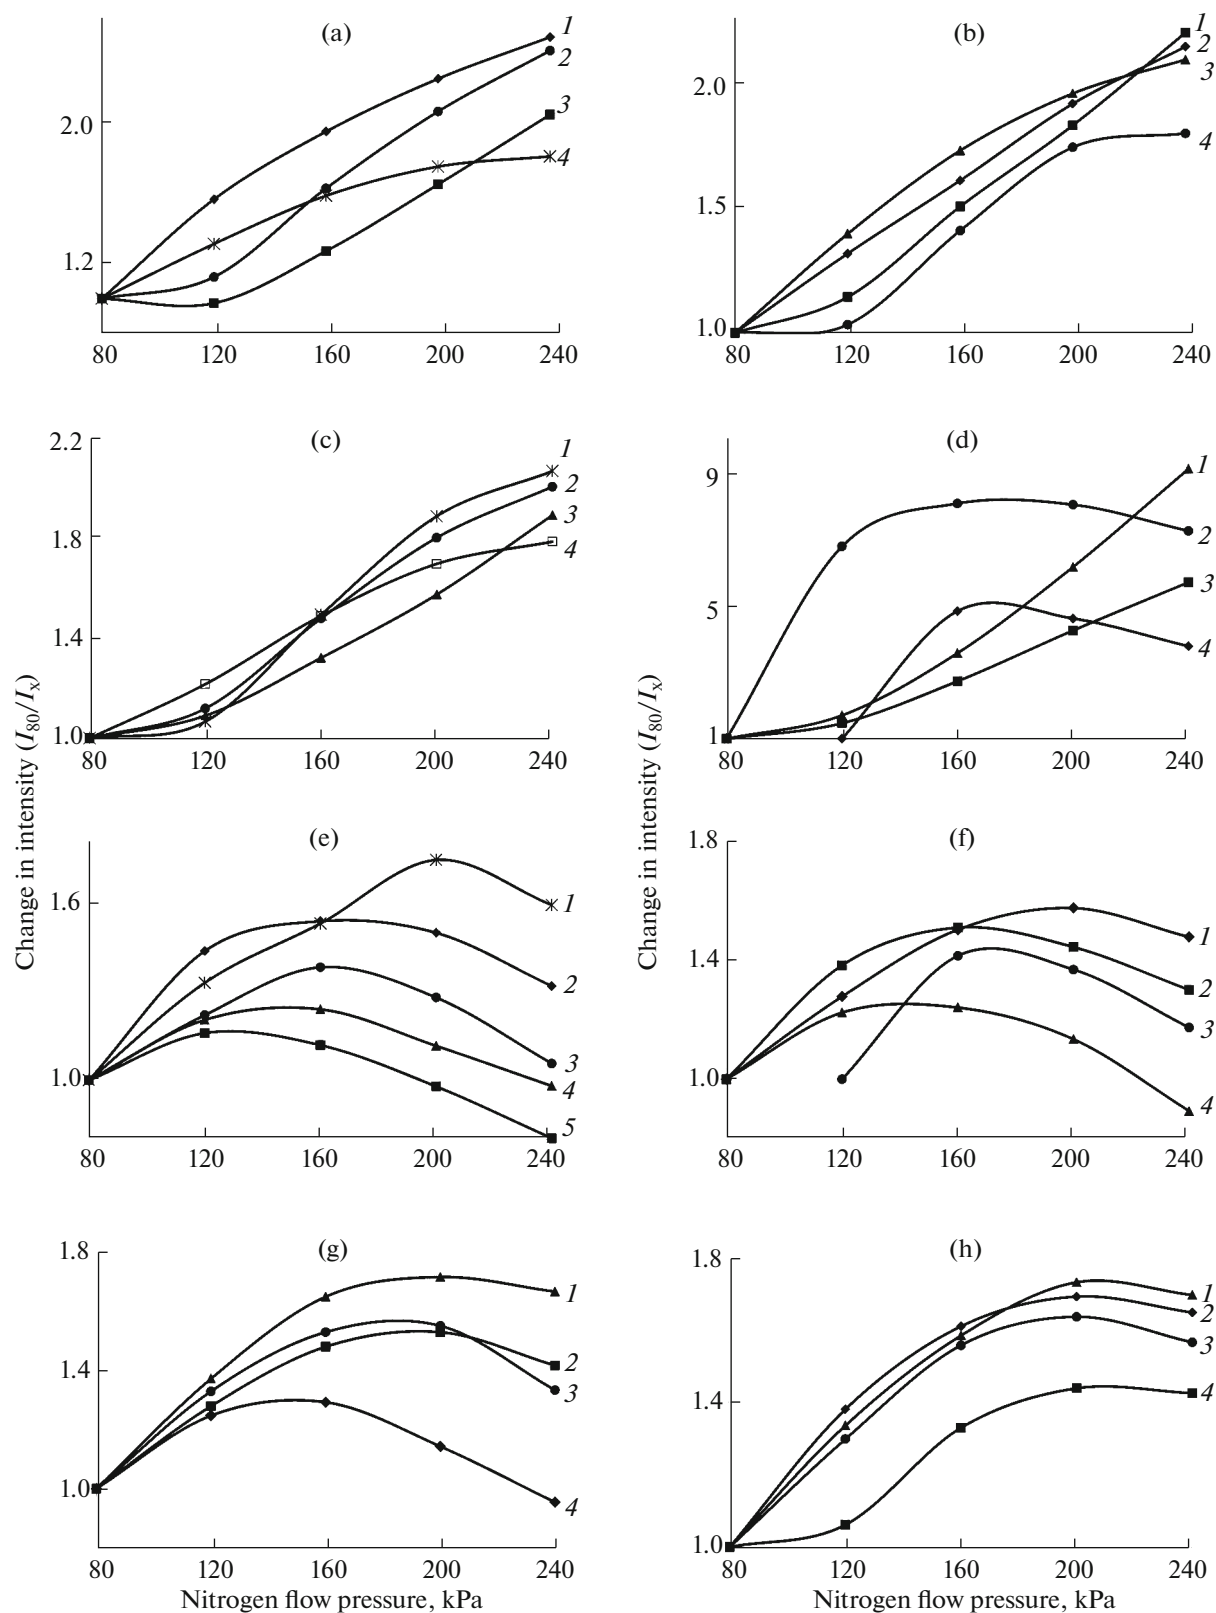 (a)
2.0
1.2
1
2
3
4
80 120 160 200 240
(b)
2.0
1.5
1.0
1
2
3
4
80 120 160 200 240
(c)
2.2
1.8
1.4
1.0
1
2
3
4
80 120 160 200 240
(d)
9
5
1
1
2
3
4
80 120 160 200 240
Change in intensity (I80/Ix)
Change in intensity (I80/Ix)
(e)
1.6
1.0
1
2
3
4
5
80 120 160 200 240
(f)
1.8
1.4
1.0
1
2
3
4
80 120 160 200 240
(g)
1.8
1.4
1.0
1
2
3
4
80 120 160 200 240
Nitrogen flow pressure, kPa
(h)
1.8
1.4
1.0
1
2
3
4
80 120 160 200 240
Nitrogen flow pressure, kPa